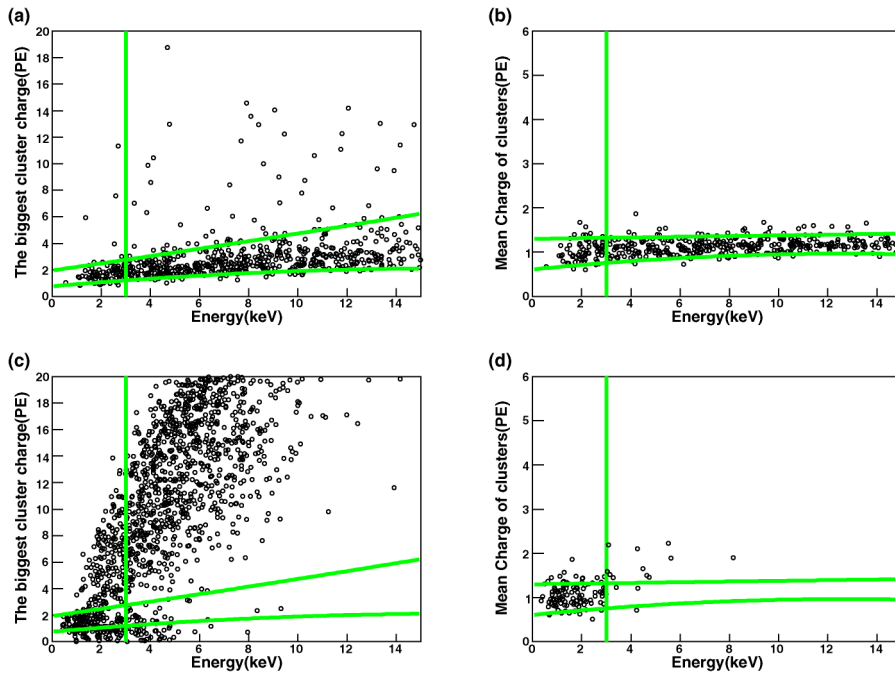 (a)
The biggest cluster charge(PE)
20
18
16
14
12
10
8
6
4
2
0
0 2 4 6 8 10 12 14
Energy(keV)
(b)
Mean Charge of clusters(PE)
6
5
4
3
2
1
0
0 2 4 6 8 10 12 14
Energy(keV)
(c)
The biggest cluster charge(PE)
20
18
16
14
12
10
8
6
4
2
0
0 2 4 6 8 10 12 14
Energy(keV)
(d)
Mean Charge of clusters(PE)
6
5
4
3
2
1
0
0 2 4 6 8 10 12 14
Energy(keV)